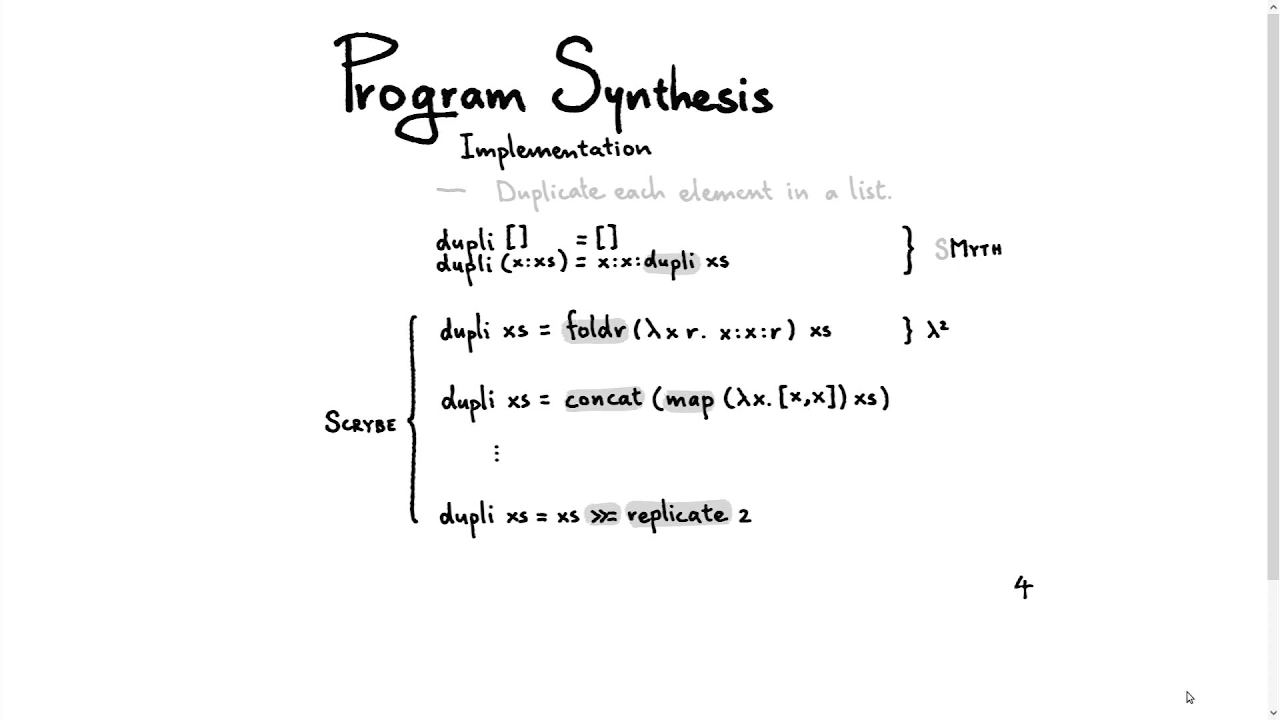 Program Synthesis
Implementation
— Duplicate each element in a list.
dupli [] = []
dupli (x:xs) = x:x:dupli xs
} SMYTH
dupli xs = foldr (λ x r. x:x:r) xs } λ²
dupli xs = concat (map (λx. [x,x]) xs)
SCRYBE {
⋮
dupli xs = xs >>= replicate 2
4